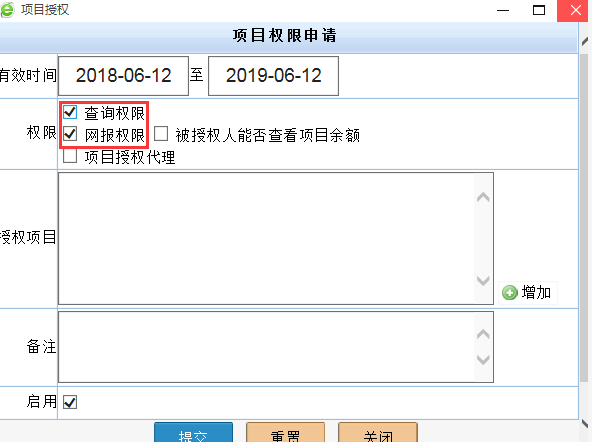 项目授权
项目权限申请
有效时间 2018-06-12 至 2019-06-12
权限 查询权限
网报权限 被授权人能否查看项目余额
项目授权代理
授权项目
增加
备注
启用
提交 重置 关闭